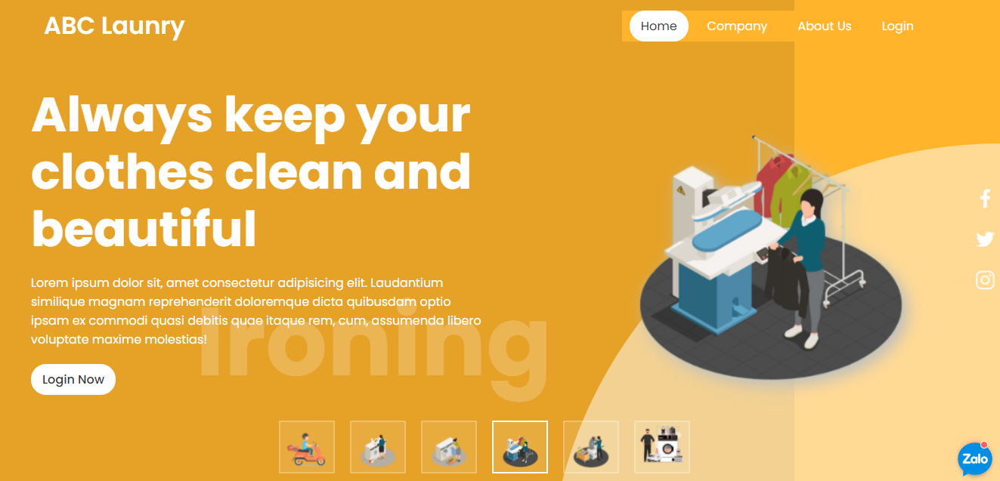 ABC Launry
Home Company About Us Login
Always keep your
clothes clean and
beautiful
Lorem ipsum dolor sit, amet consectetur adipisicing elit. Laudantium
similique magnam reprehenderit doloremque dicta quibusdam optio
ipsam ex commodi quasi debitis quae itaque rem, cum, assumenda libero
voluptate maxime molestias!
Ironing
Login Now
Zalo